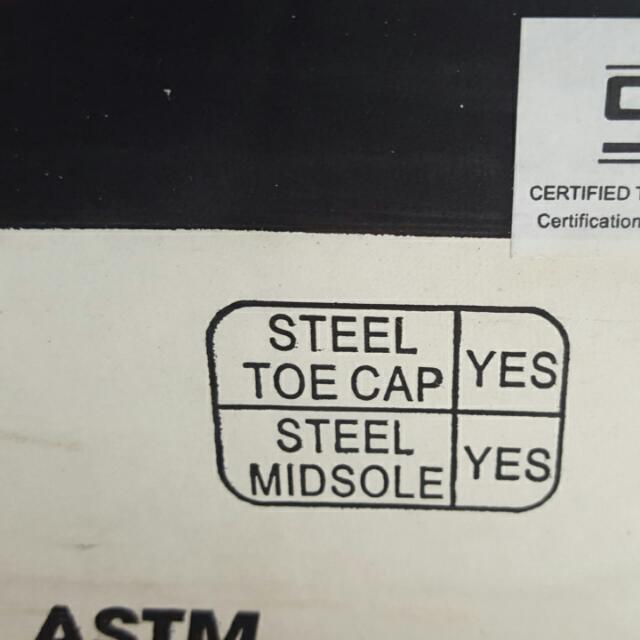 CERTIFIED
Certification
STEEL
TOE CAP
YES
STEEL
MIDSOLE
YES
ASTM